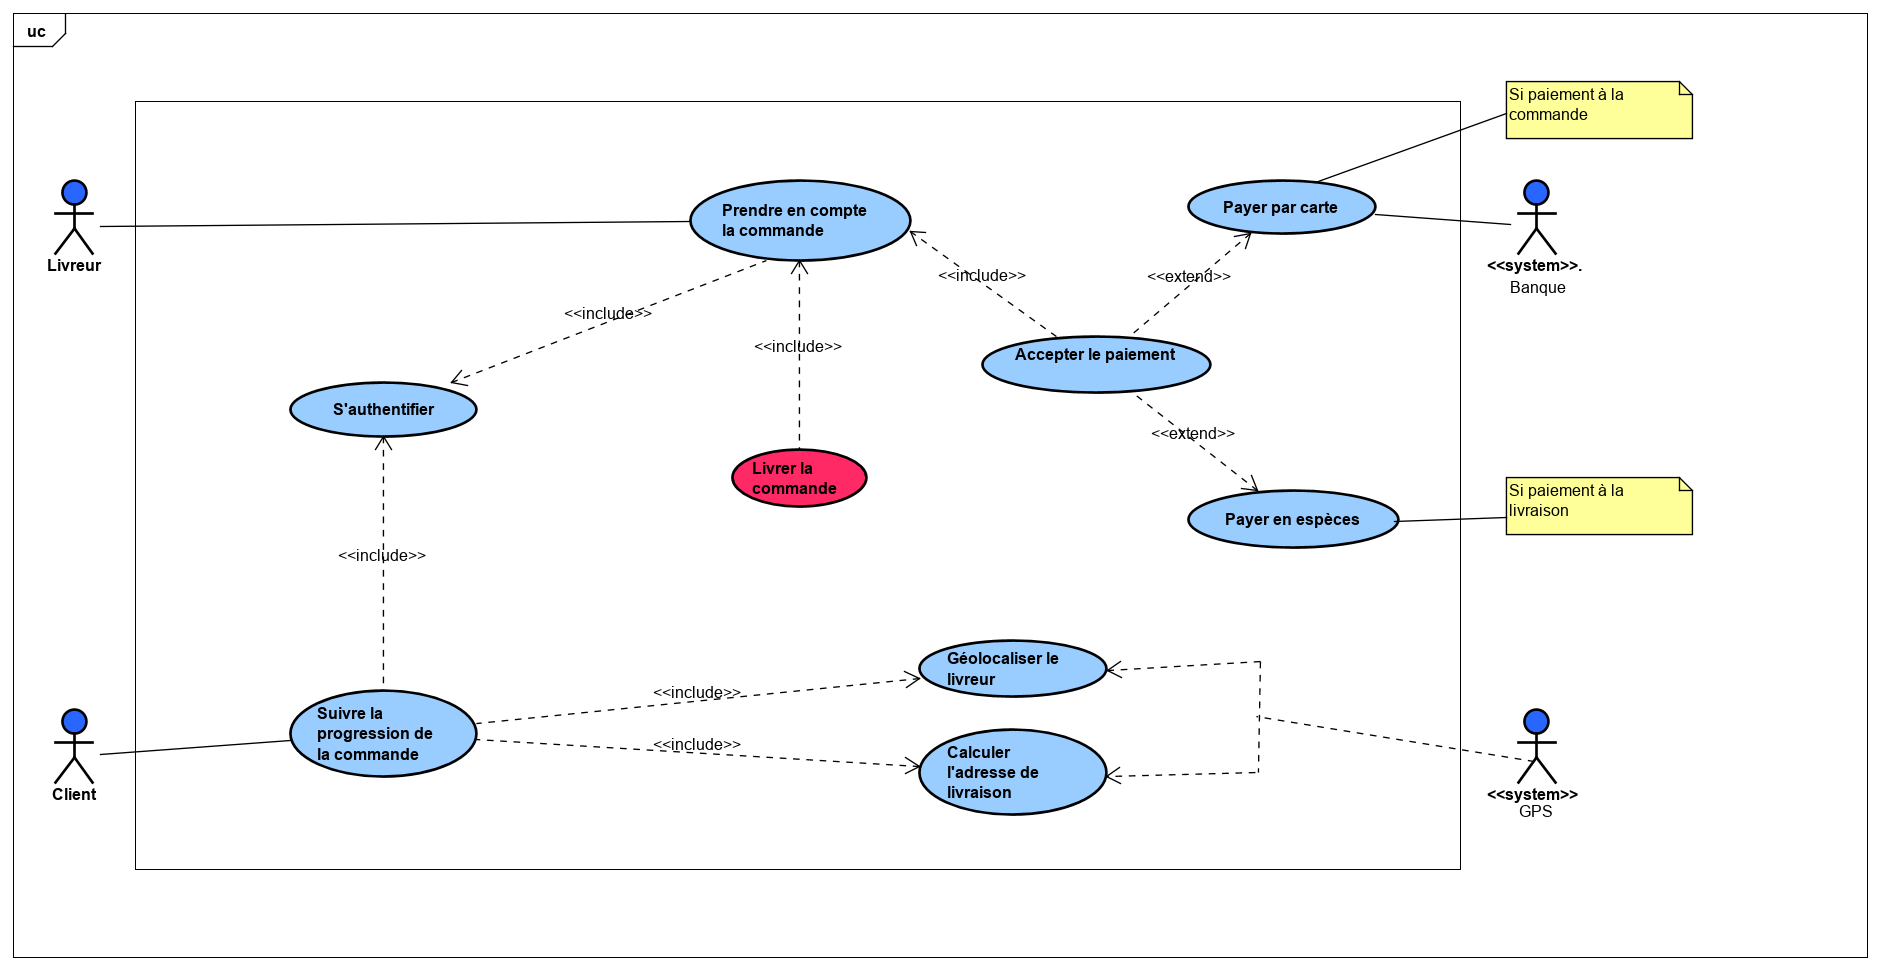 uc
Si paiement à la
commande
Prendre en compte
la commande
Payer par carte
Livreur
<<system>>.
Banque
<<include>>
<<extend>>
<<include>>
<<include>>
Accepter le paiement
S'authentifier
<<extend>>
Livrer la
commande
Si paiement à la
livraison
Payer en espèces
<<include>>
Géolocaliser le
livreur
<<include>>
Suivre la
progression de
la commande
<<include>>
Calculer
l'adresse de
livraison
Client
<<system>>
GPS